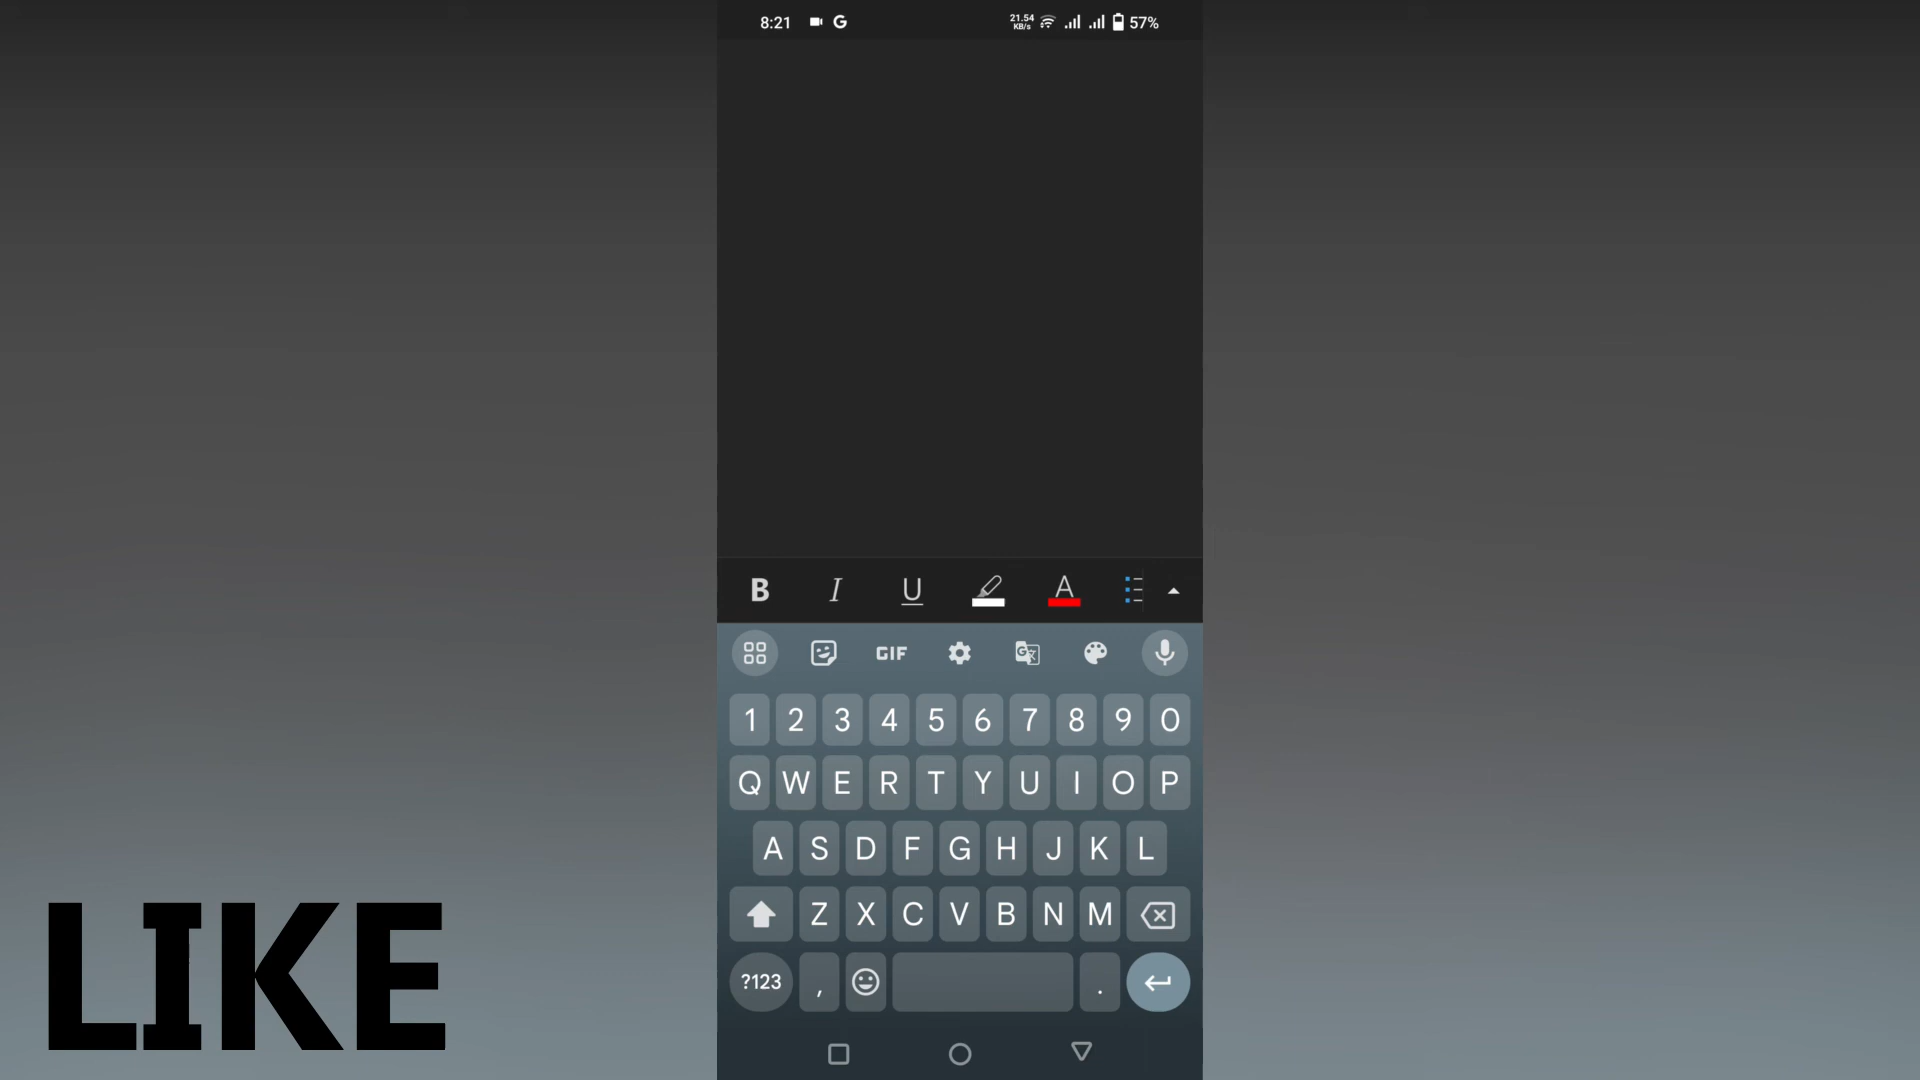 8:21 G 21.54 KB/s 57%
B I U A
GIF
1 2 3 4 5 6 7 8 9 0
Q W E R T Y U I O P
A S D F G H J K L
Z X C V B N M
?123 , .
LIKE